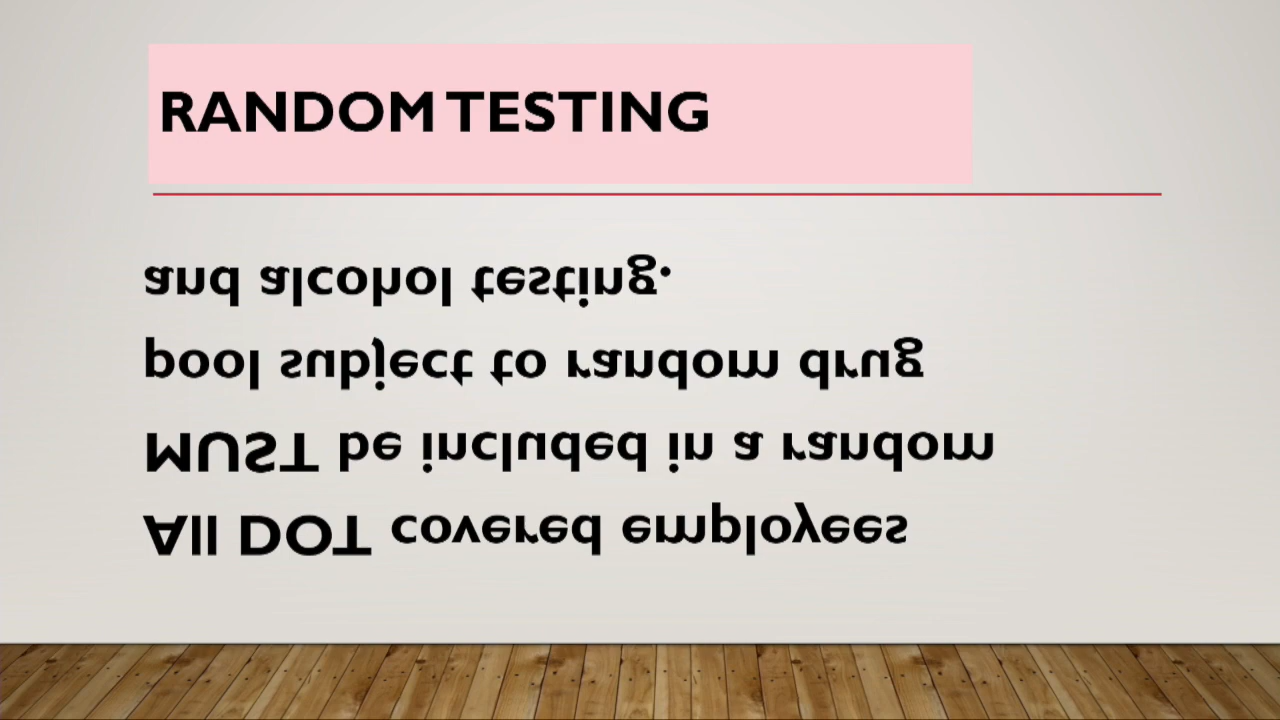 RANDOM TESTING
All DOT covered employees
MUST be included in a random
pool subject to random drug
and alcohol testing.